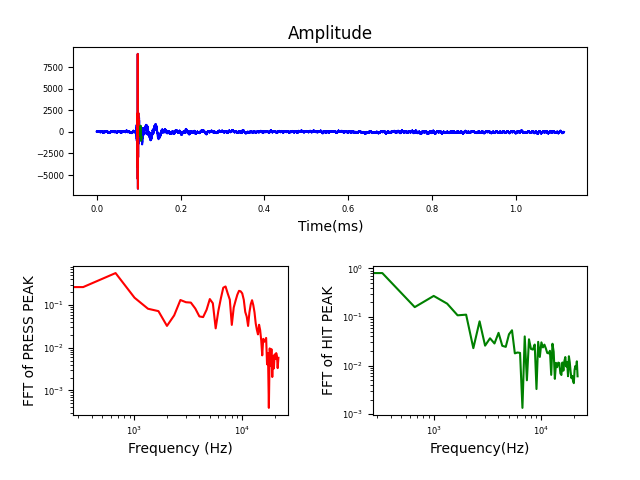 Amplitude
7500
5000
2500
0
−2500
−5000
0.0 0.2 0.4 0.6 0.8 1.0
Time(ms)
FFT of PRESS PEAK
10⁻¹
10⁻²
10⁻³
10³ 10⁴
Frequency (Hz)
FFT of HIT PEAK
10⁰
10⁻¹
10⁻²
10⁻³
10³ 10⁴
Frequency(Hz)